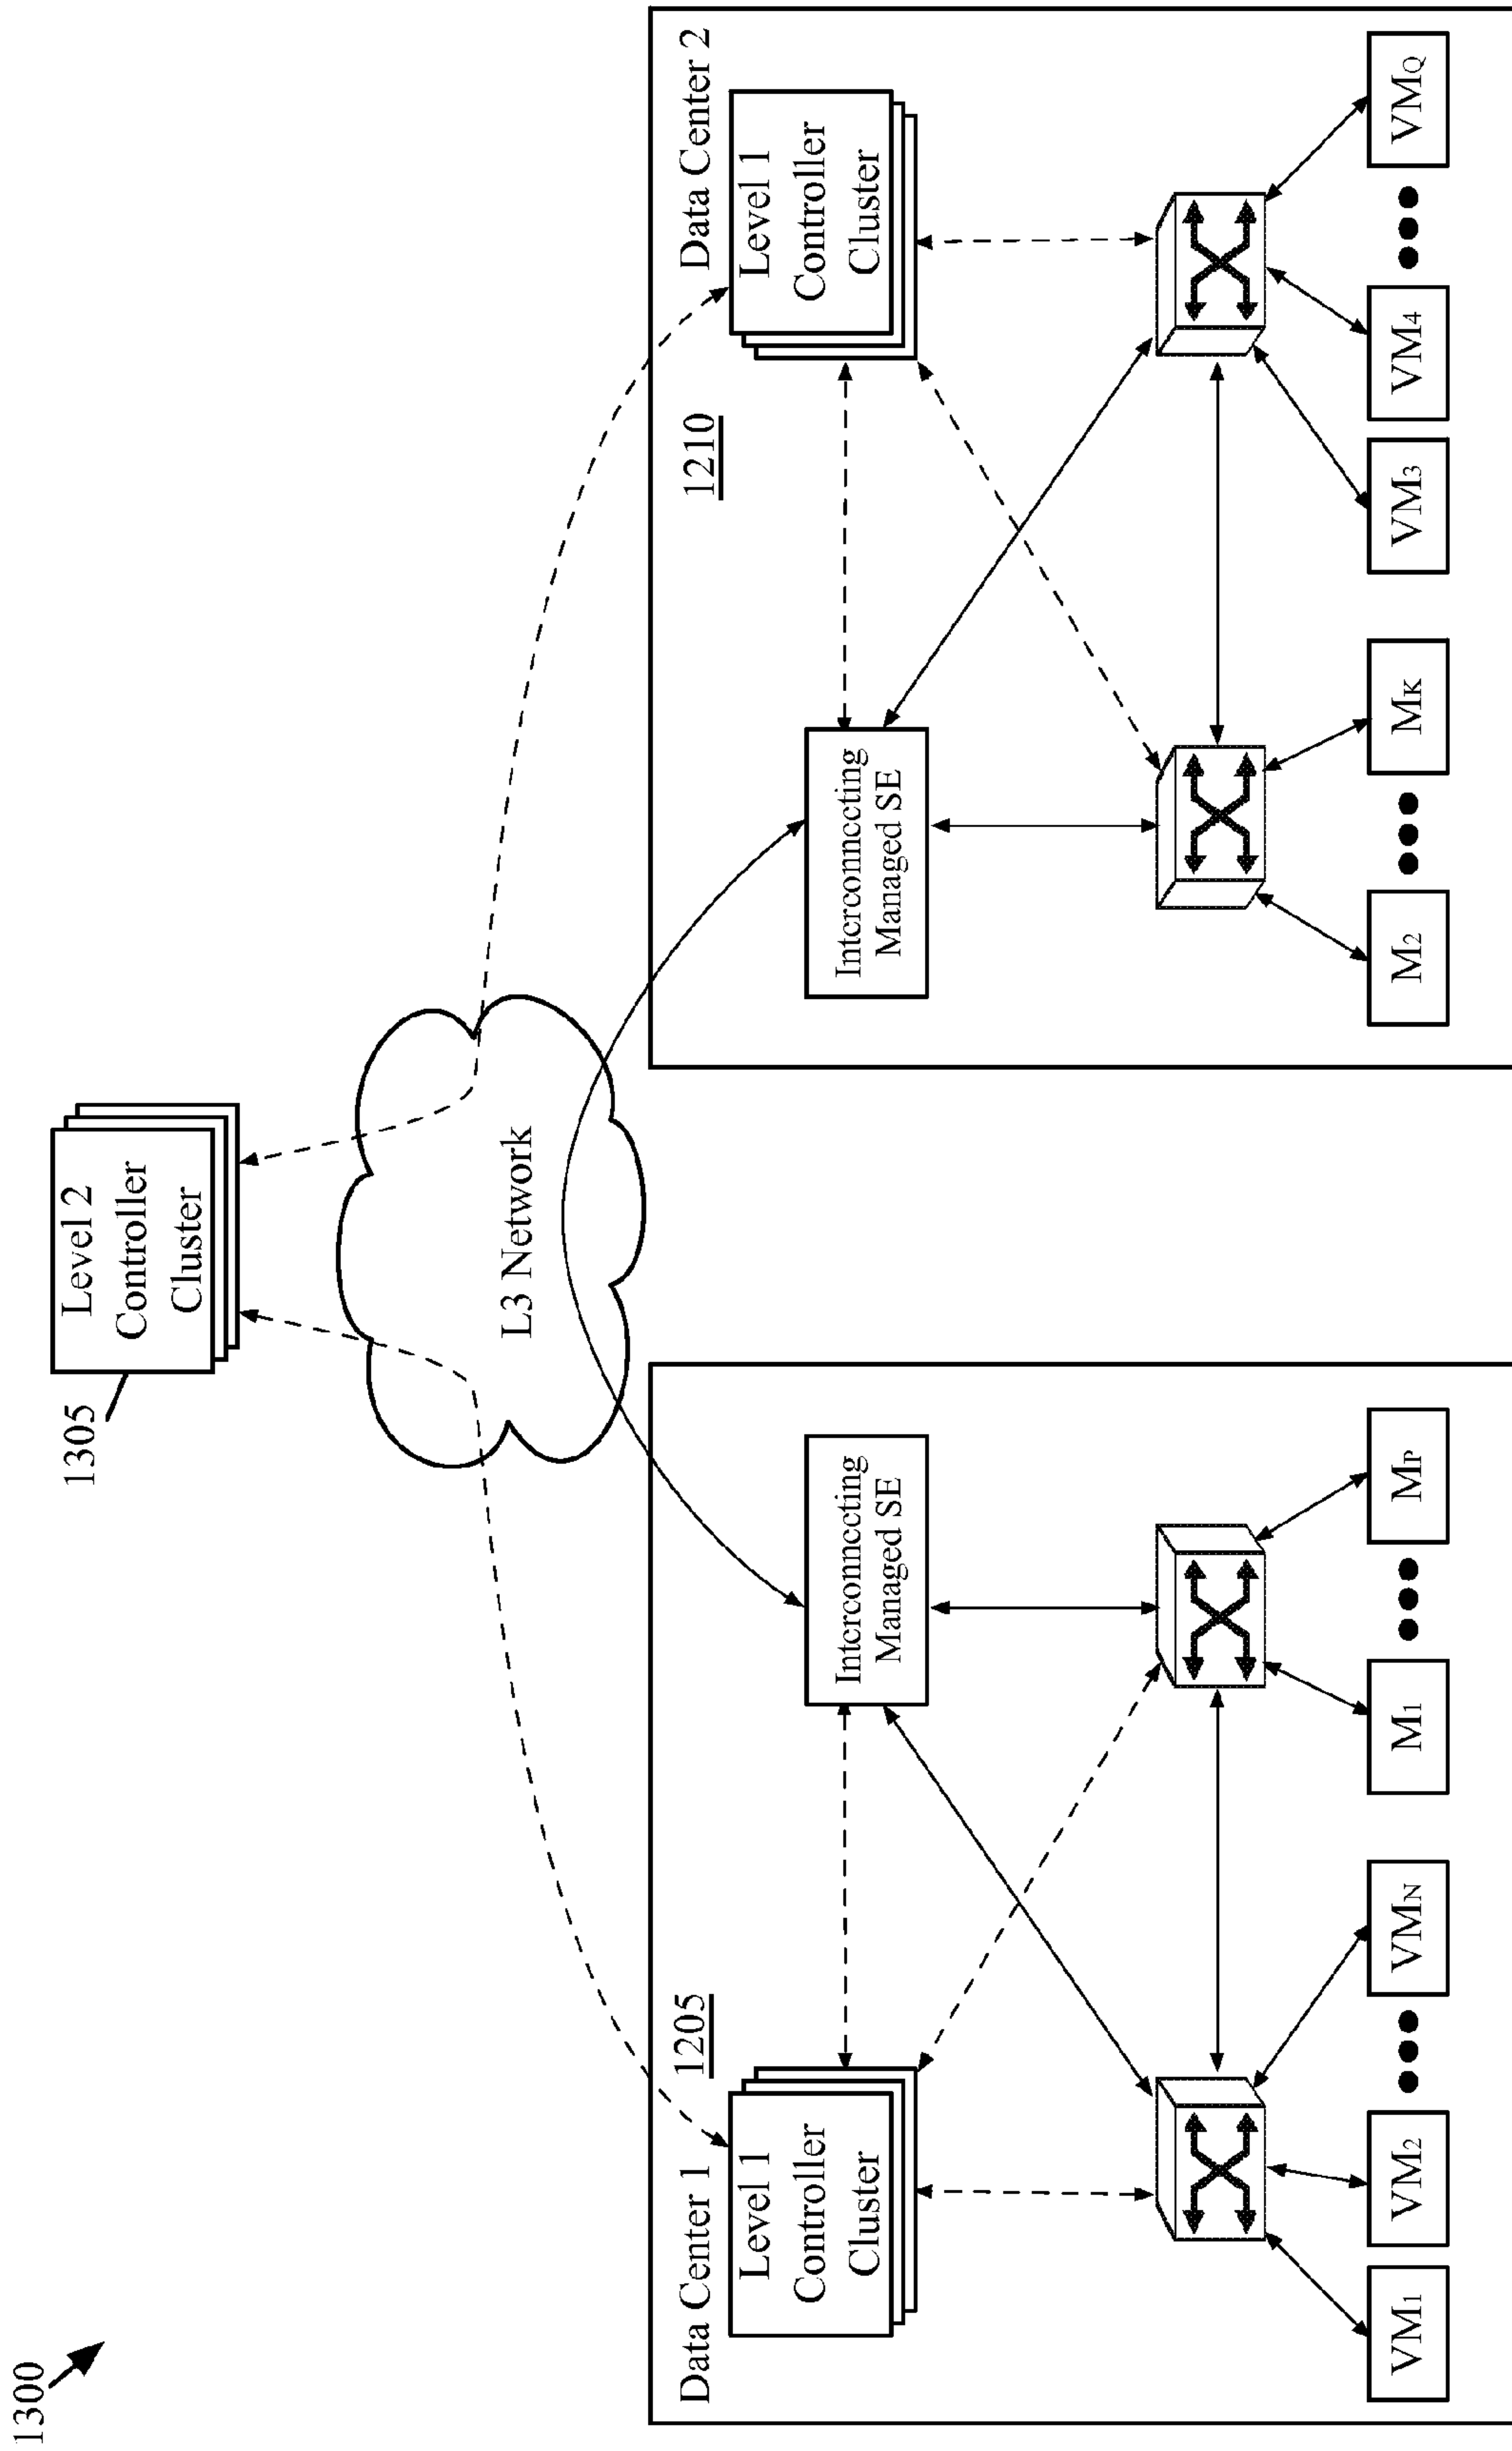 1300
1305
Level 2
Controller
Cluster
L3 Network
Data Center 1
1205
Level 1
Controller
Cluster
Interconnecting
Managed SE
VM1
VM2
VMN
M1
MP
Data Center 2
1210
Level 1
Controller
Cluster
Interconnecting
Managed SE
M2
MK
VM3
VM4
VMQ